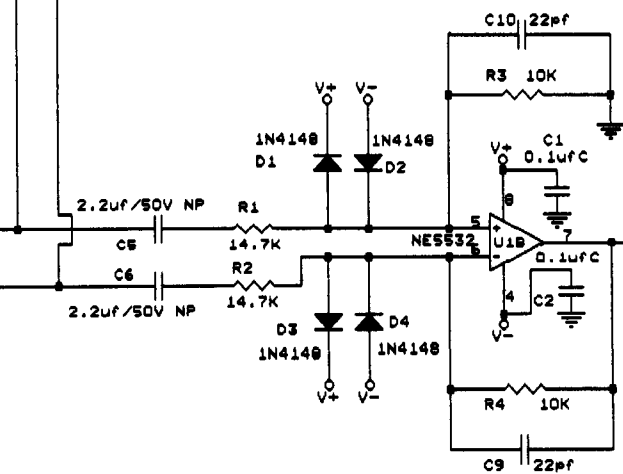 C10 22pf
R3 10K
V+ V-
1N4148 1N4148
D1 D2
V+ C1
0.1ufC
8
2.2uf/50V NP R1
5
+
C5 14.7K NE5532 U1B 7
6
-
C6 R2 0.1ufC
14.7K 4 C2
2.2uf/50V NP
D3 D4
1N4148 1N4148
V-
V+ V-
R4 10K
C9 22pf